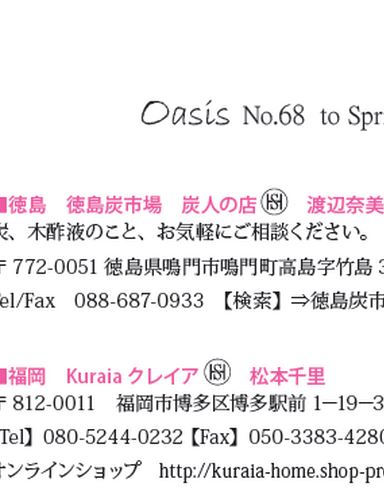 Oasis No.68 to Spri
■徳島 徳島炭市場 炭人の店 HSI 渡辺奈美
炭、木酢液のこと、お気軽にご相談ください。
〒772-0051 徳島県鳴門市鳴門町高島字竹島 3
Tel/Fax 088-687-0933 【検索】⇒徳島炭市
■福岡 Kuraia クレイア HSI 松本千里
〒812-0011 福岡市博多区博多駅前 1−19−3
Tel】080-5244-0232【Fax】050-3383-4280
オンラインショップ http://kuraia-home.shop-pr